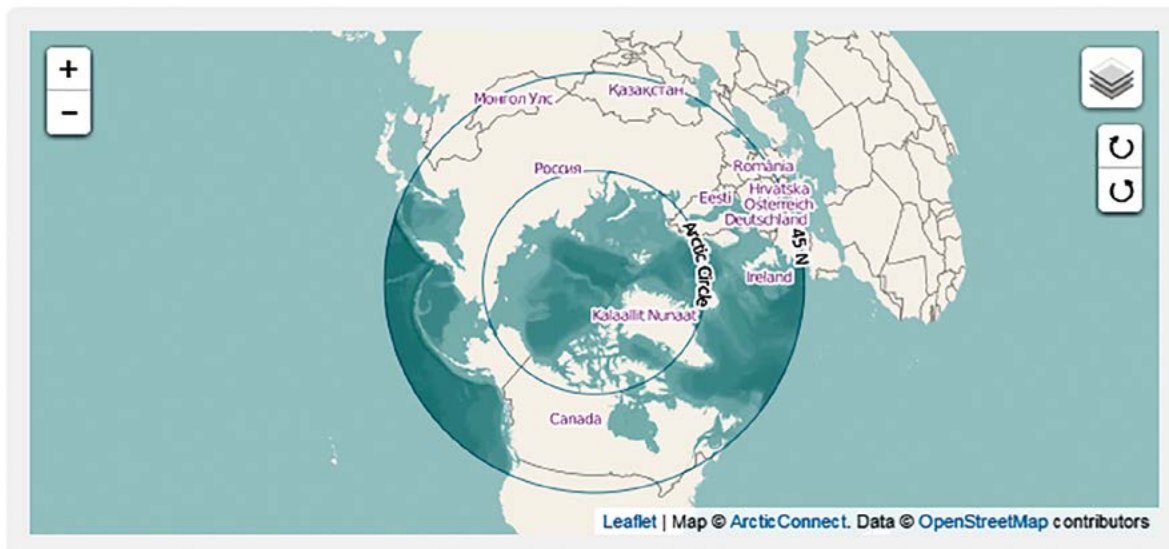 +
−
Монгол Улс
Қазақстан
Россия
România
Eesti
Hrvatska
Österreich
Deutschland
45 N
Arctic Circle
Ireland
Kalaallit Nunaat
Canada
Leaflet | Map © ArcticConnect. Data © OpenStreetMap contributors